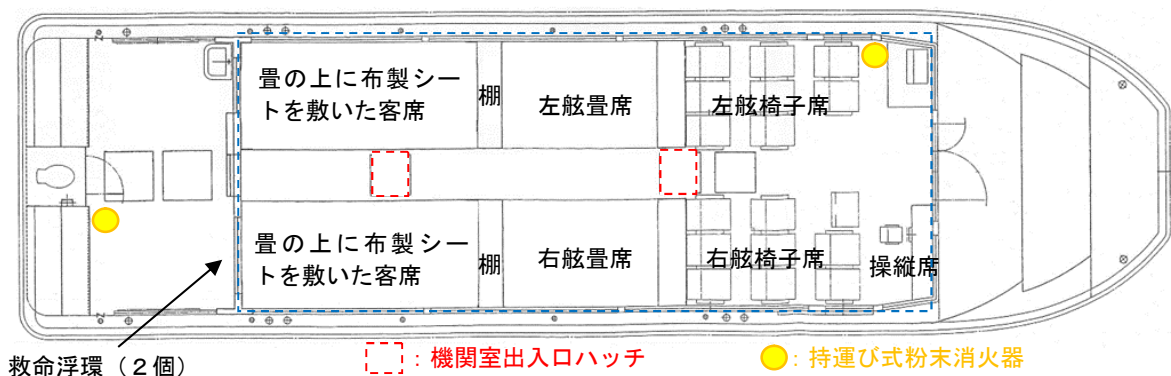 畳の上に布製シー
トを敷いた客席
棚
左舷畳席
左舷椅子席
畳の上に布製シー
トを敷いた客席
棚
右舷畳席
右舷椅子席
操縦席
救命浮環（２個）
：機関室出入口ハッチ
：持運び式粉末消火器